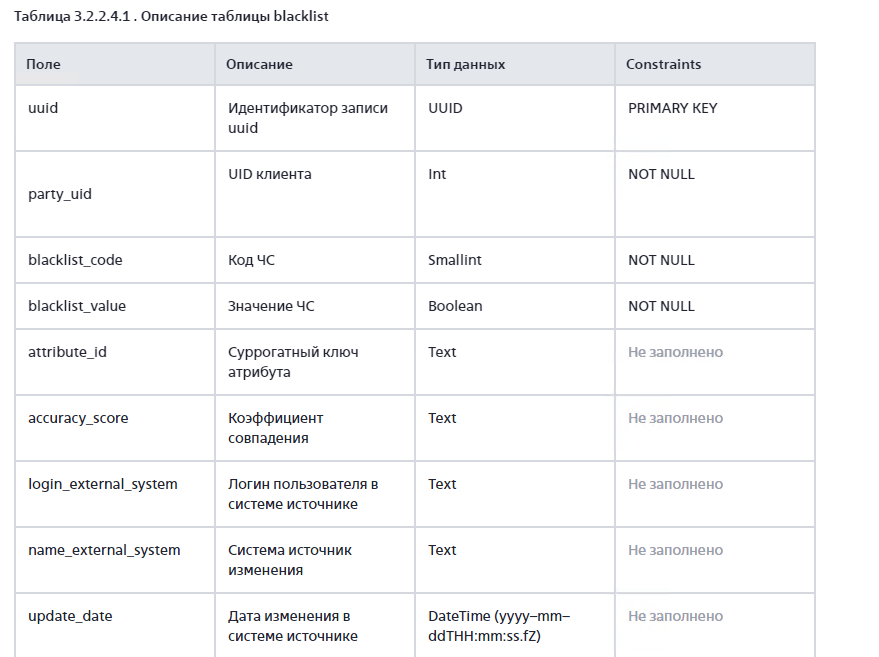 Таблица 3.2.2.4.1 . Описание таблицы blacklist
Поле Описание Тип данных Constraints
uuid Идентификатор записи UUID PRIMARY KEY
uuid
party_uid UID клиента Int NOT NULL
blacklist_code Код ЧС Smallint NOT NULL
blacklist_value Значение ЧС Boolean NOT NULL
attribute_id Суррогатный ключ Text Не заполнено
атрибута
accuracy_score Коэффициент Text Не заполнено
совпадения
login_external_system Логин пользователя в Text Не заполнено
системе источнике
name_external_system Система источник Text Не заполнено
изменения
update_date Дата изменения в DateTime (yyyy–mm– Не заполнено
системе источнике ddTHH:mm:ss.fZ)